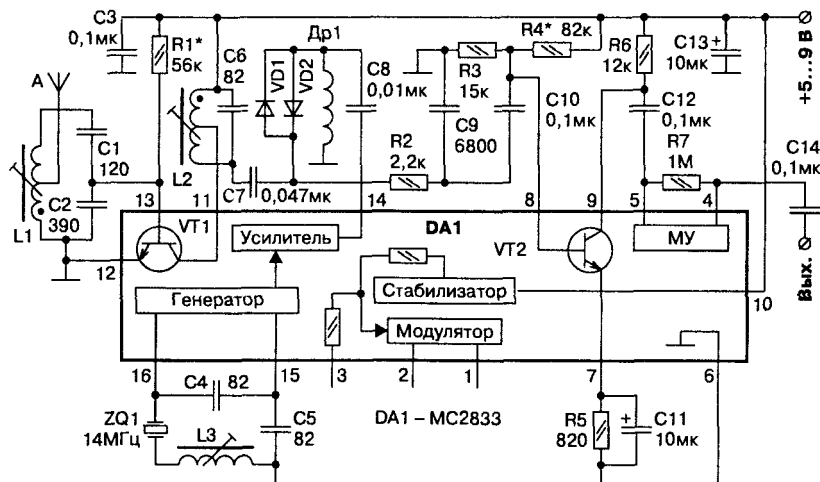 C3
0,1мк
R1*
56к
C6
82
Др1
VD1
VD2
C8
0,01мк
R4* 82к
R3
15к
R6
12к
C13 +
10мк
+5...9 В
A
C1
120
L2
C9
6800
C10
0,1мк
C12
0,1мк
R2
2,2к
R7
1М
C14
0,1мк
C2
390
L1
C7
0,047мк
13
11
14
8
9
5
4
VT1
DA1
Усилитель
VT2
МУ
12
Генератор
Стабилизатор
10
Вых.
Модулятор
16
15
3
2
1
7
6
C4
82
DA1 – MC2833
ZQ1
14МГц
L3
C5
82
R5
820
+
C11
10мк